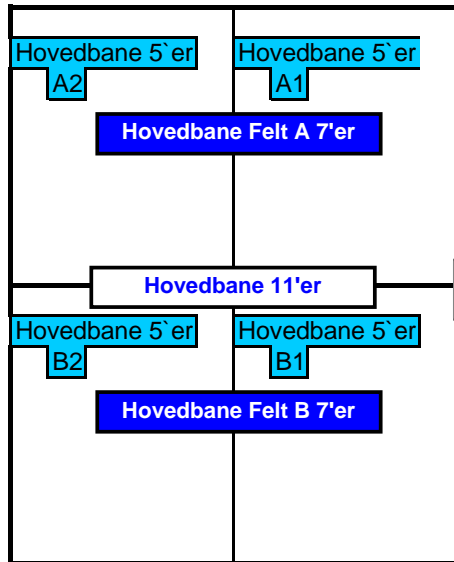 Hovedbane 5`er
A2
Hovedbane 5`er
A1
Hovedbane Felt A 7'er
Hovedbane 11'er
Hovedbane 5`er
B2
Hovedbane 5`er
B1
Hovedbane Felt B 7'er